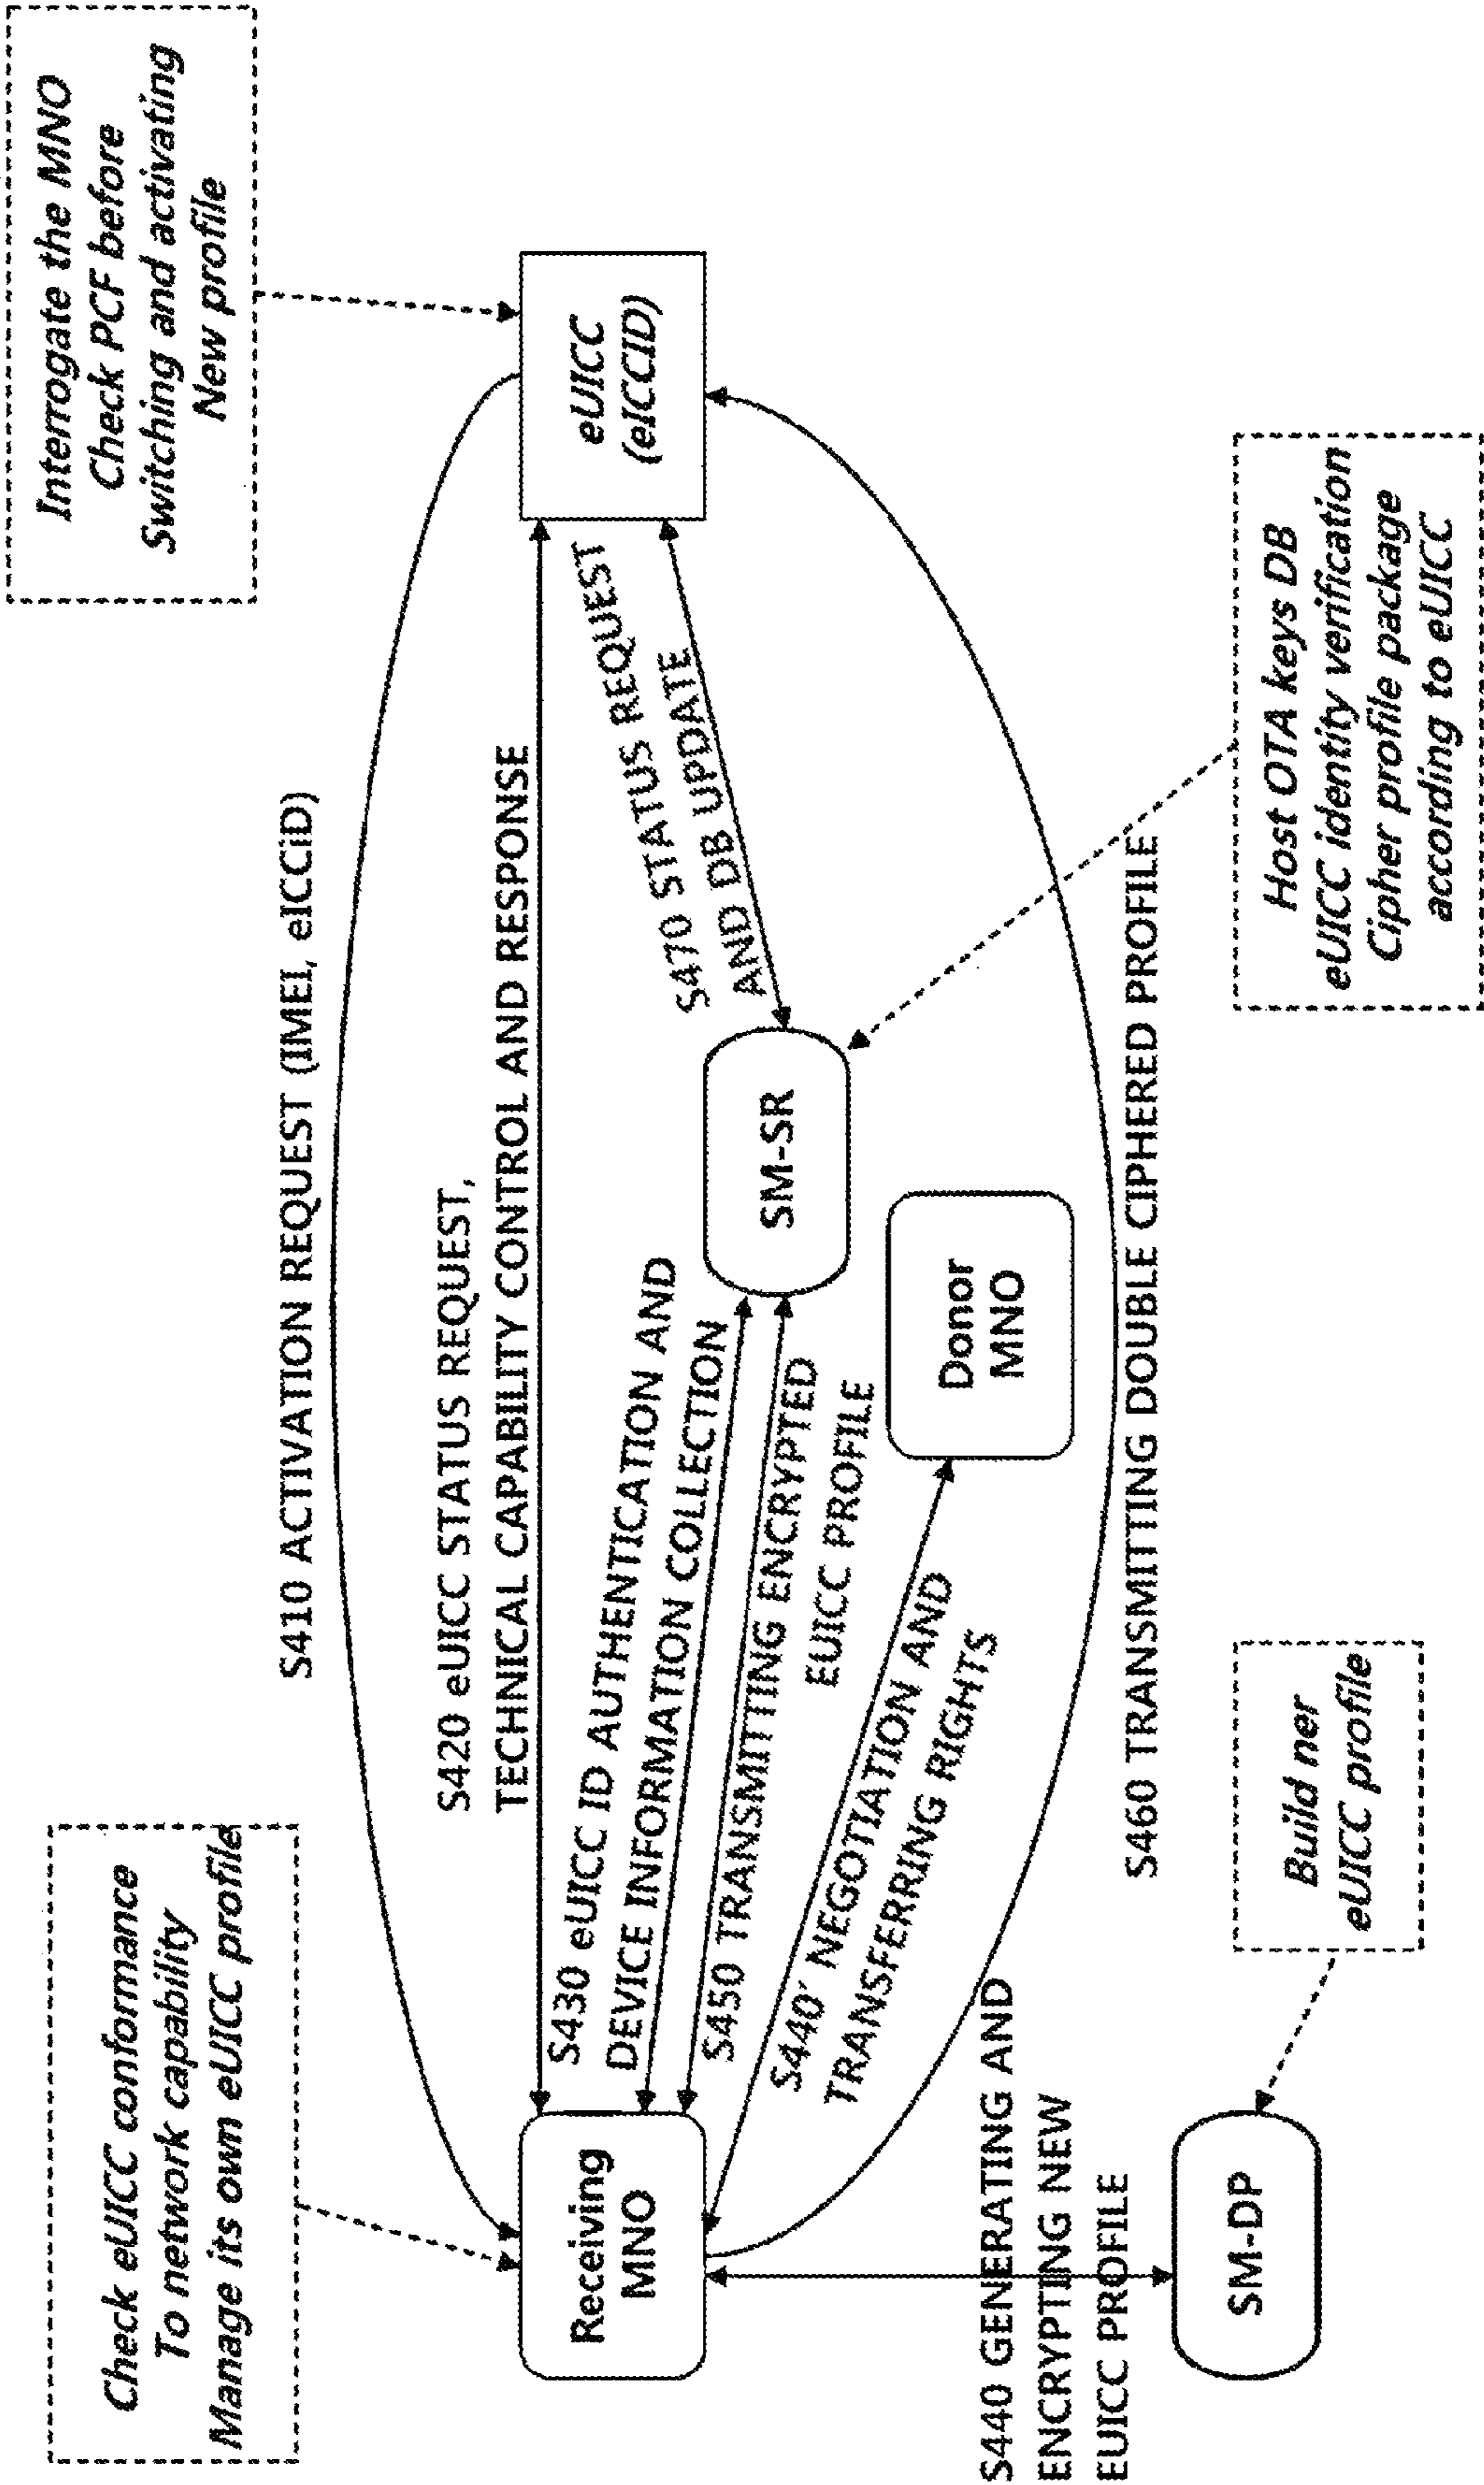 Check eUICC conformance
To network capability
Manage its own eUICC profile
Interrogate the MNO
Check PCF before
Switching and activating
New profile
S410 ACTIVATION REQUEST (IMEI, eICCiD)
S420 eUICC STATUS REQUEST,
TECHNICAL CAPABILITY CONTROL AND RESPONSE
Receiving
MNO
eUICC
(eICCID)
S430 eUICC ID AUTHENTICATION AND
DEVICE INFORMATION COLLECTION
S470 STATUS REQUEST
AND DB UPDATE
SM-SR
S450 TRANSMITTING ENCRYPTED
EUICC PROFILE
S440' NEGOTIATION AND
TRANSFERRING RIGHTS
Donor
MNO
S440 GENERATING AND
ENCRYPTING NEW
EUICC PROFILE
S460 TRANSMITTING DOUBLE CIPHERED PROFILE
SM-DP
Build ner
eUICC profile
Host OTA keys DB
eUICC identity verification
Cipher profile package
according to eUICC